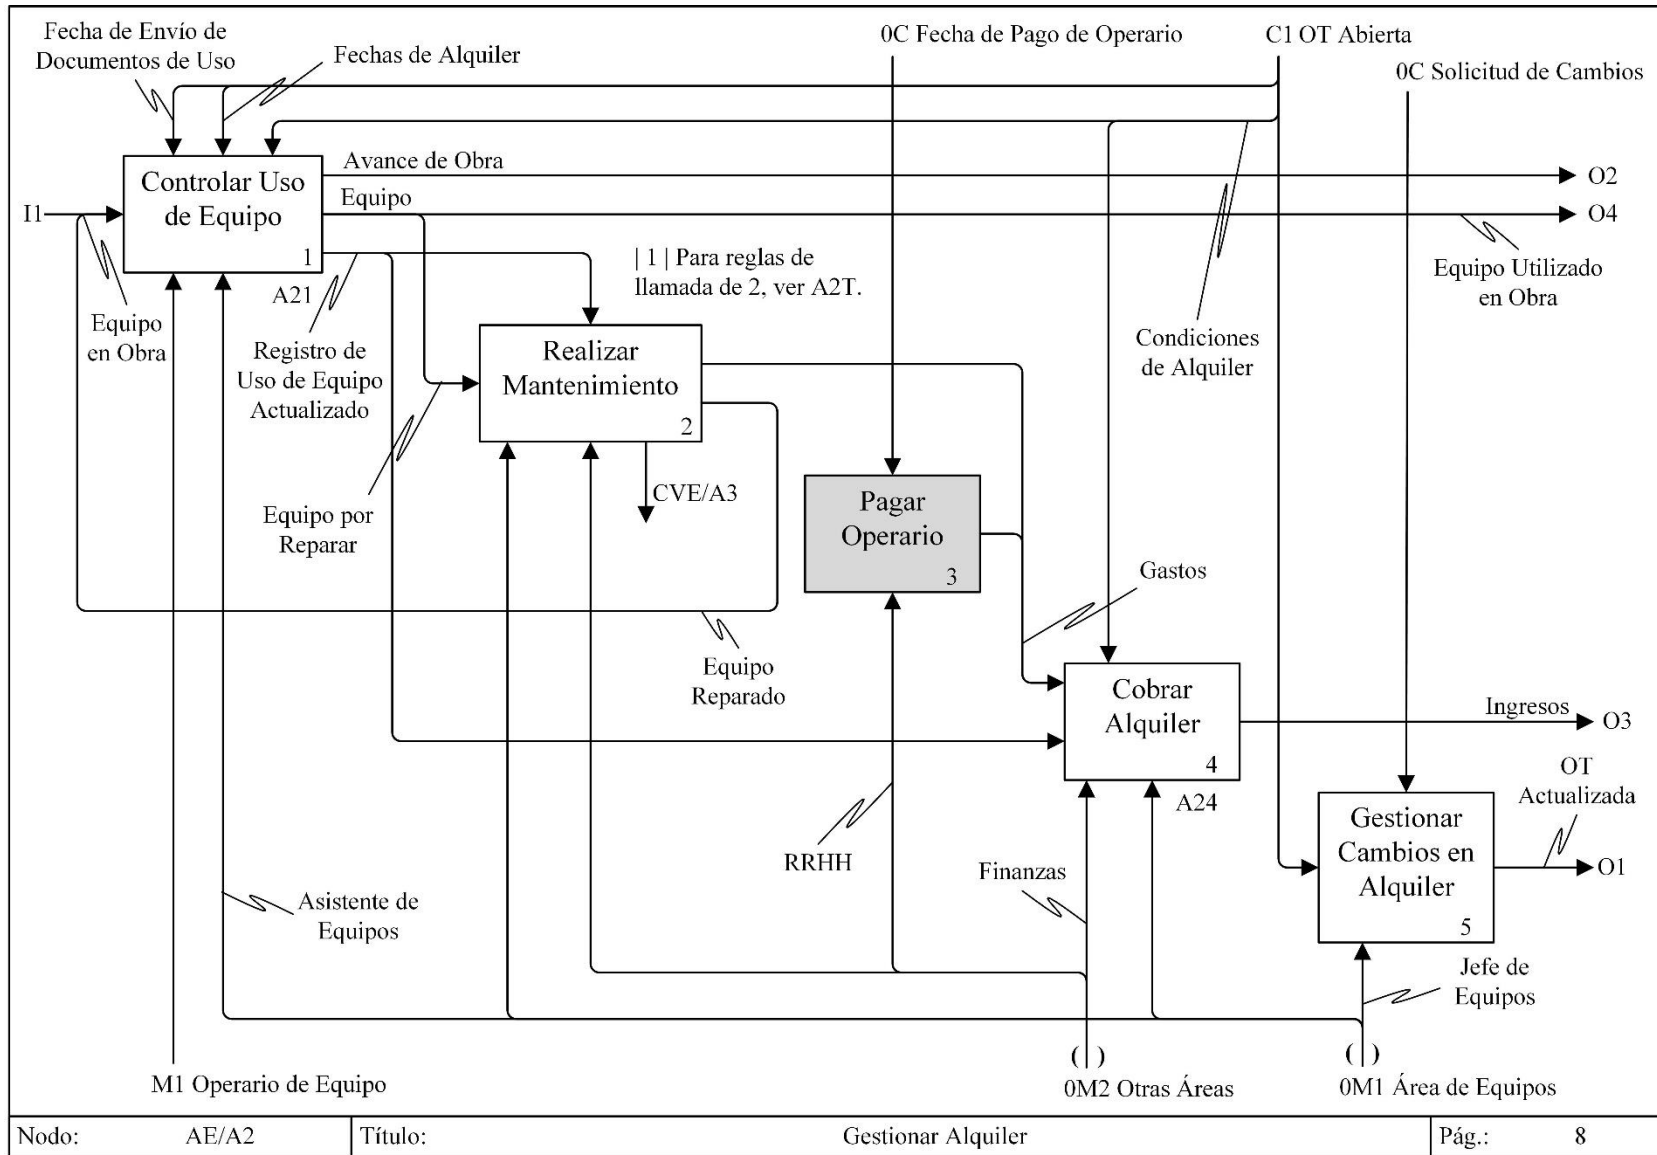 Fecha de Envío de
Documentos de Uso
Fechas de Alquiler
0C Fecha de Pago de Operario
C1 OT Abierta
0C Solicitud de Cambios
Avance de Obra
Controlar Uso
de Equipo
1
Equipo
I1
O2
O4
A21
| 1 | Para reglas de
llamada de 2, ver A2T.
Equipo Utilizado
en Obra
Equipo
en Obra
Registro de
Uso de Equipo
Actualizado
Realizar
Mantenimiento
2
Condiciones
de Alquiler
CVE/A3
Equipo por
Reparar
Pagar
Operario
3
Gastos
Equipo
Reparado
Cobrar
Alquiler
4
Ingresos
O3
A24
OT
Actualizada
Gestionar
Cambios en
Alquiler
5
O1
RRHH
Finanzas
Asistente de
Equipos
Jefe de
Equipos
( )
( )
M1 Operario de Equipo
0M2 Otras Áreas
0M1 Área de Equipos
Nodo: AE/A2 Título: Gestionar Alquiler Pág.: 8